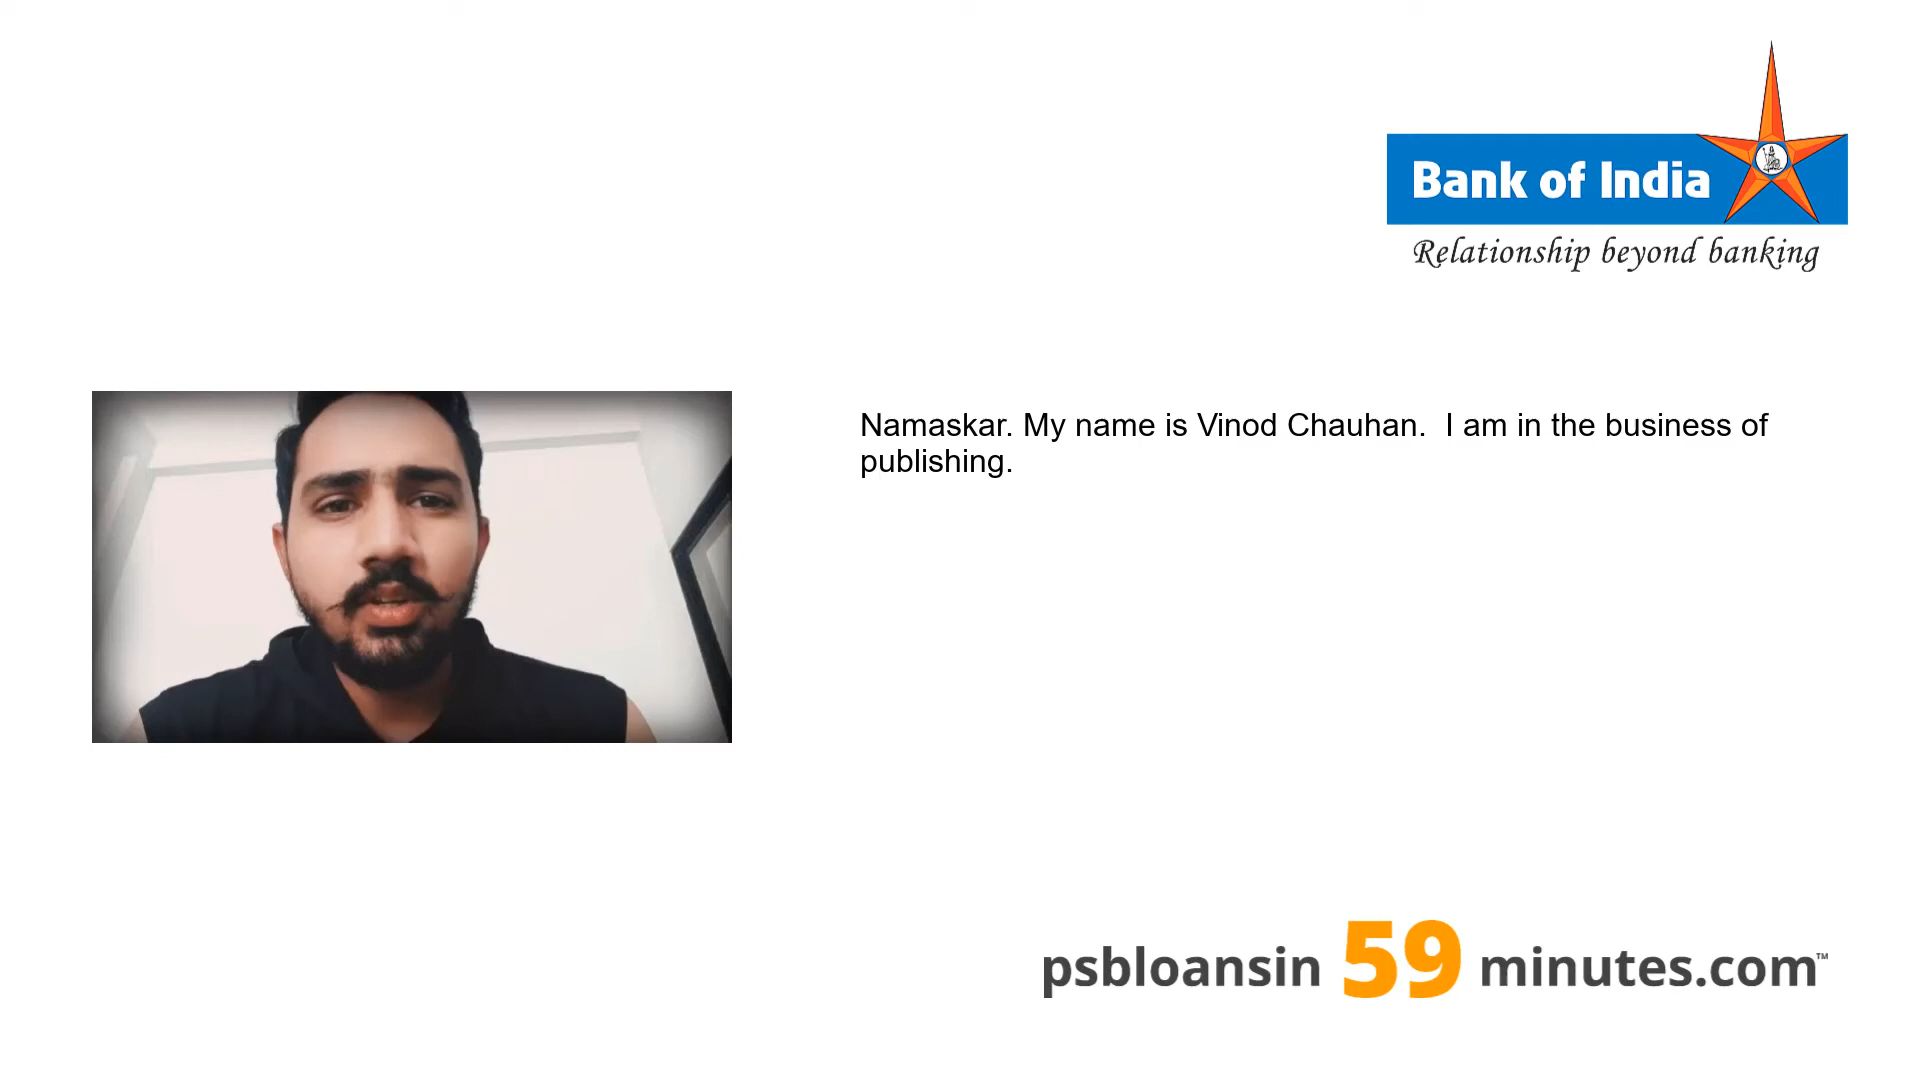 Bank of India
Relationship beyond banking
Namaskar. My name is Vinod Chauhan.  I am in the business of
publishing.
psbloansin 59 minutes.com™